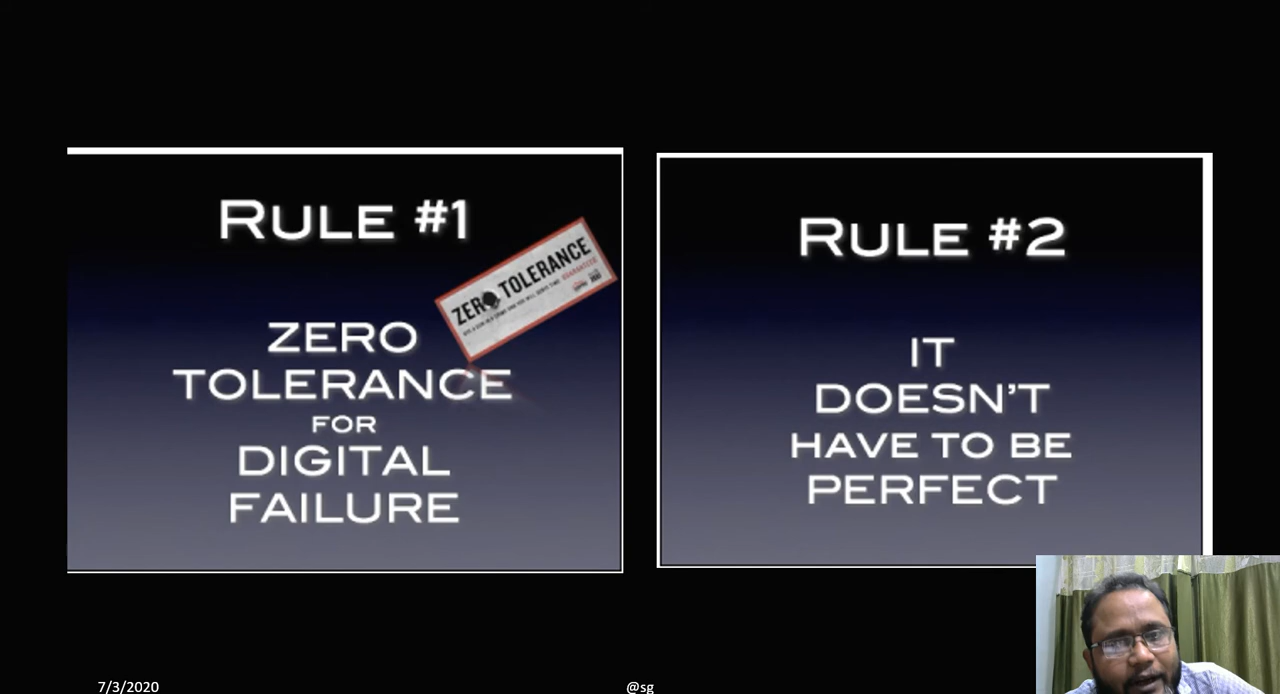 RULE #1
ZERO TOLERANCE
GUARANTEED
ZERO
TOLERANCE
FOR
DIGITAL
FAILURE
RULE #2
IT
DOESN'T
HAVE TO BE
PERFECT
7/3/2020
@sg